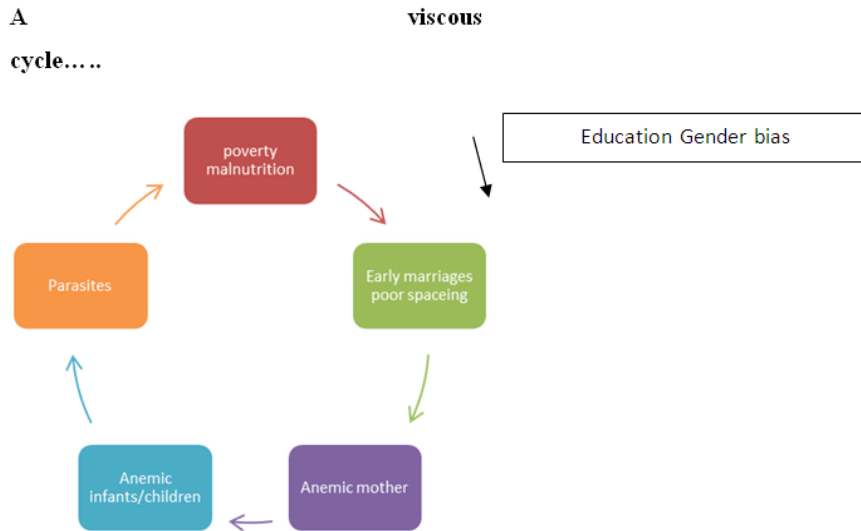 A viscous
cycle…..
Education Gender bias
poverty
malnutrition
Early marriages
poor spaceing
Anemic mother
Anemic
infants/children
Parasites